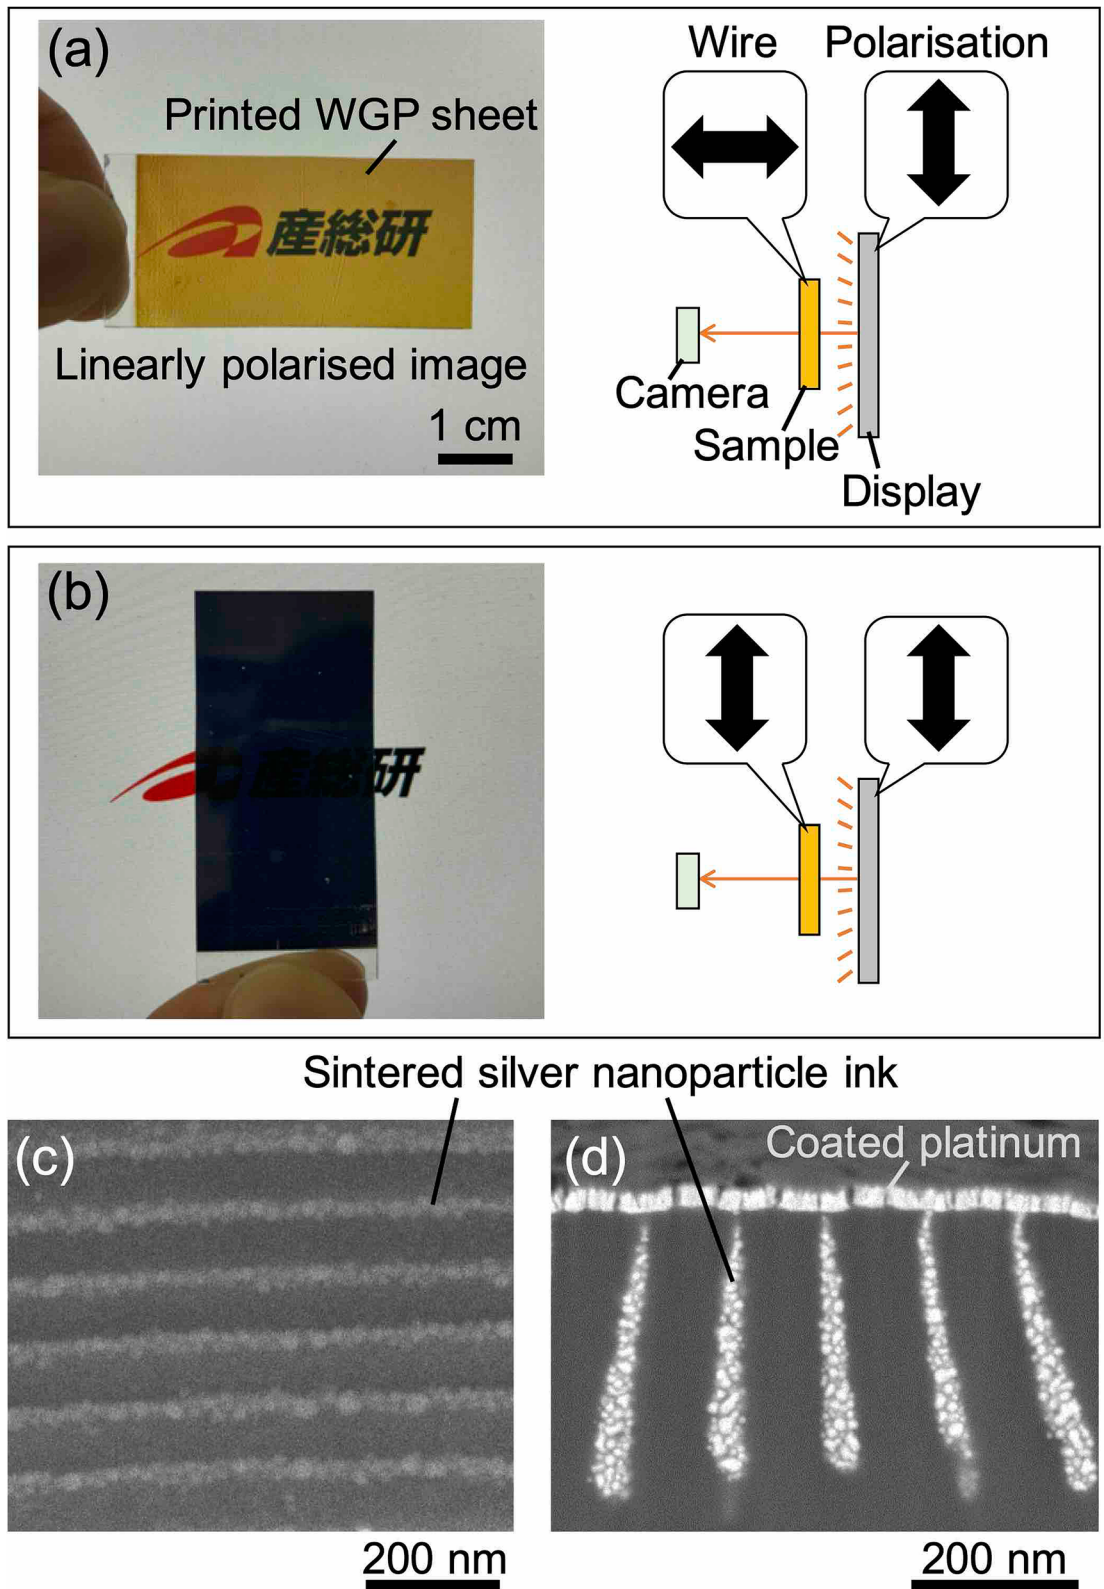 (a)
Printed WGP sheet
産総研
Linearly polarised image
1 cm
Wire
Polarisation
Camera
Sample
Display
(b)
産総研
Sintered silver nanoparticle ink
(c)
200 nm
(d)
Coated platinum
200 nm